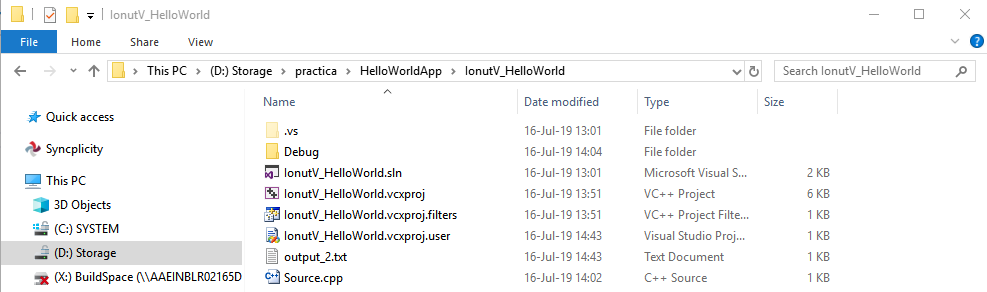 IonutV_HelloWorld
File Home Share View
This PC (D:) Storage practica HelloWorldApp IonutV_HelloWorld Search IonutV_HelloWorld
Quick access
Syncplicity
This PC
3D Objects
(C:) SYSTEM
(D:) Storage
(X:) BuildSpace (\\AAEINBLR02165D
Name Date modified Type Size
.vs 16-Jul-19 13:01 File folder
Debug 16-Jul-19 14:04 File folder
IonutV_HelloWorld.sln 16-Jul-19 13:01 Microsoft Visual S... 2 KB
IonutV_HelloWorld.vcxproj 16-Jul-19 13:51 VC++ Project 6 KB
IonutV_HelloWorld.vcxproj.filters 16-Jul-19 13:51 VC++ Project Filte... 1 KB
IonutV_HelloWorld.vcxproj.user 16-Jul-19 14:43 Visual Studio Proj... 1 KB
output_2.txt 16-Jul-19 14:43 Text Document 1 KB
Source.cpp 16-Jul-19 14:02 C++ Source 1 KB